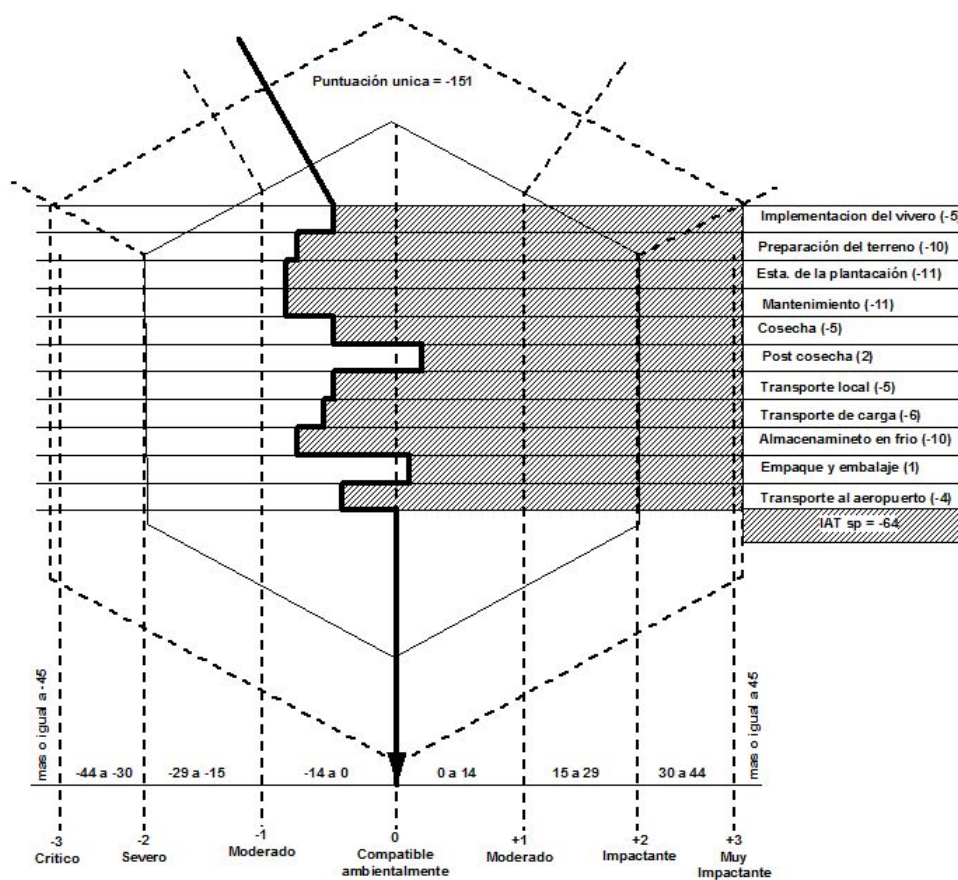 Puntuación unica = -151
Implementacion del vivero (-5)
Preparación del terreno (-10)
Esta. de la plantacaión (-11)
Mantenimiento (-11)
Cosecha (-5)
Post cosecha (2)
Transporte local (-5)
Transporte de carga (-6)
Almacenamineto en frio (-10)
Empaque y embalaje (1)
Transporte al aeropuerto (-4)
IAT sp = -64
mas o igual a -45
-44 a -30
-29 a -15
-14 a 0
0 a 14
15 a 29
30 a 44
mas o igual a 45
-3
Critico
-2
Severo
-1
Moderado
0
Compatible
ambientalmente
+1
Moderado
+2
Impactante
+3
Muy
Impactante